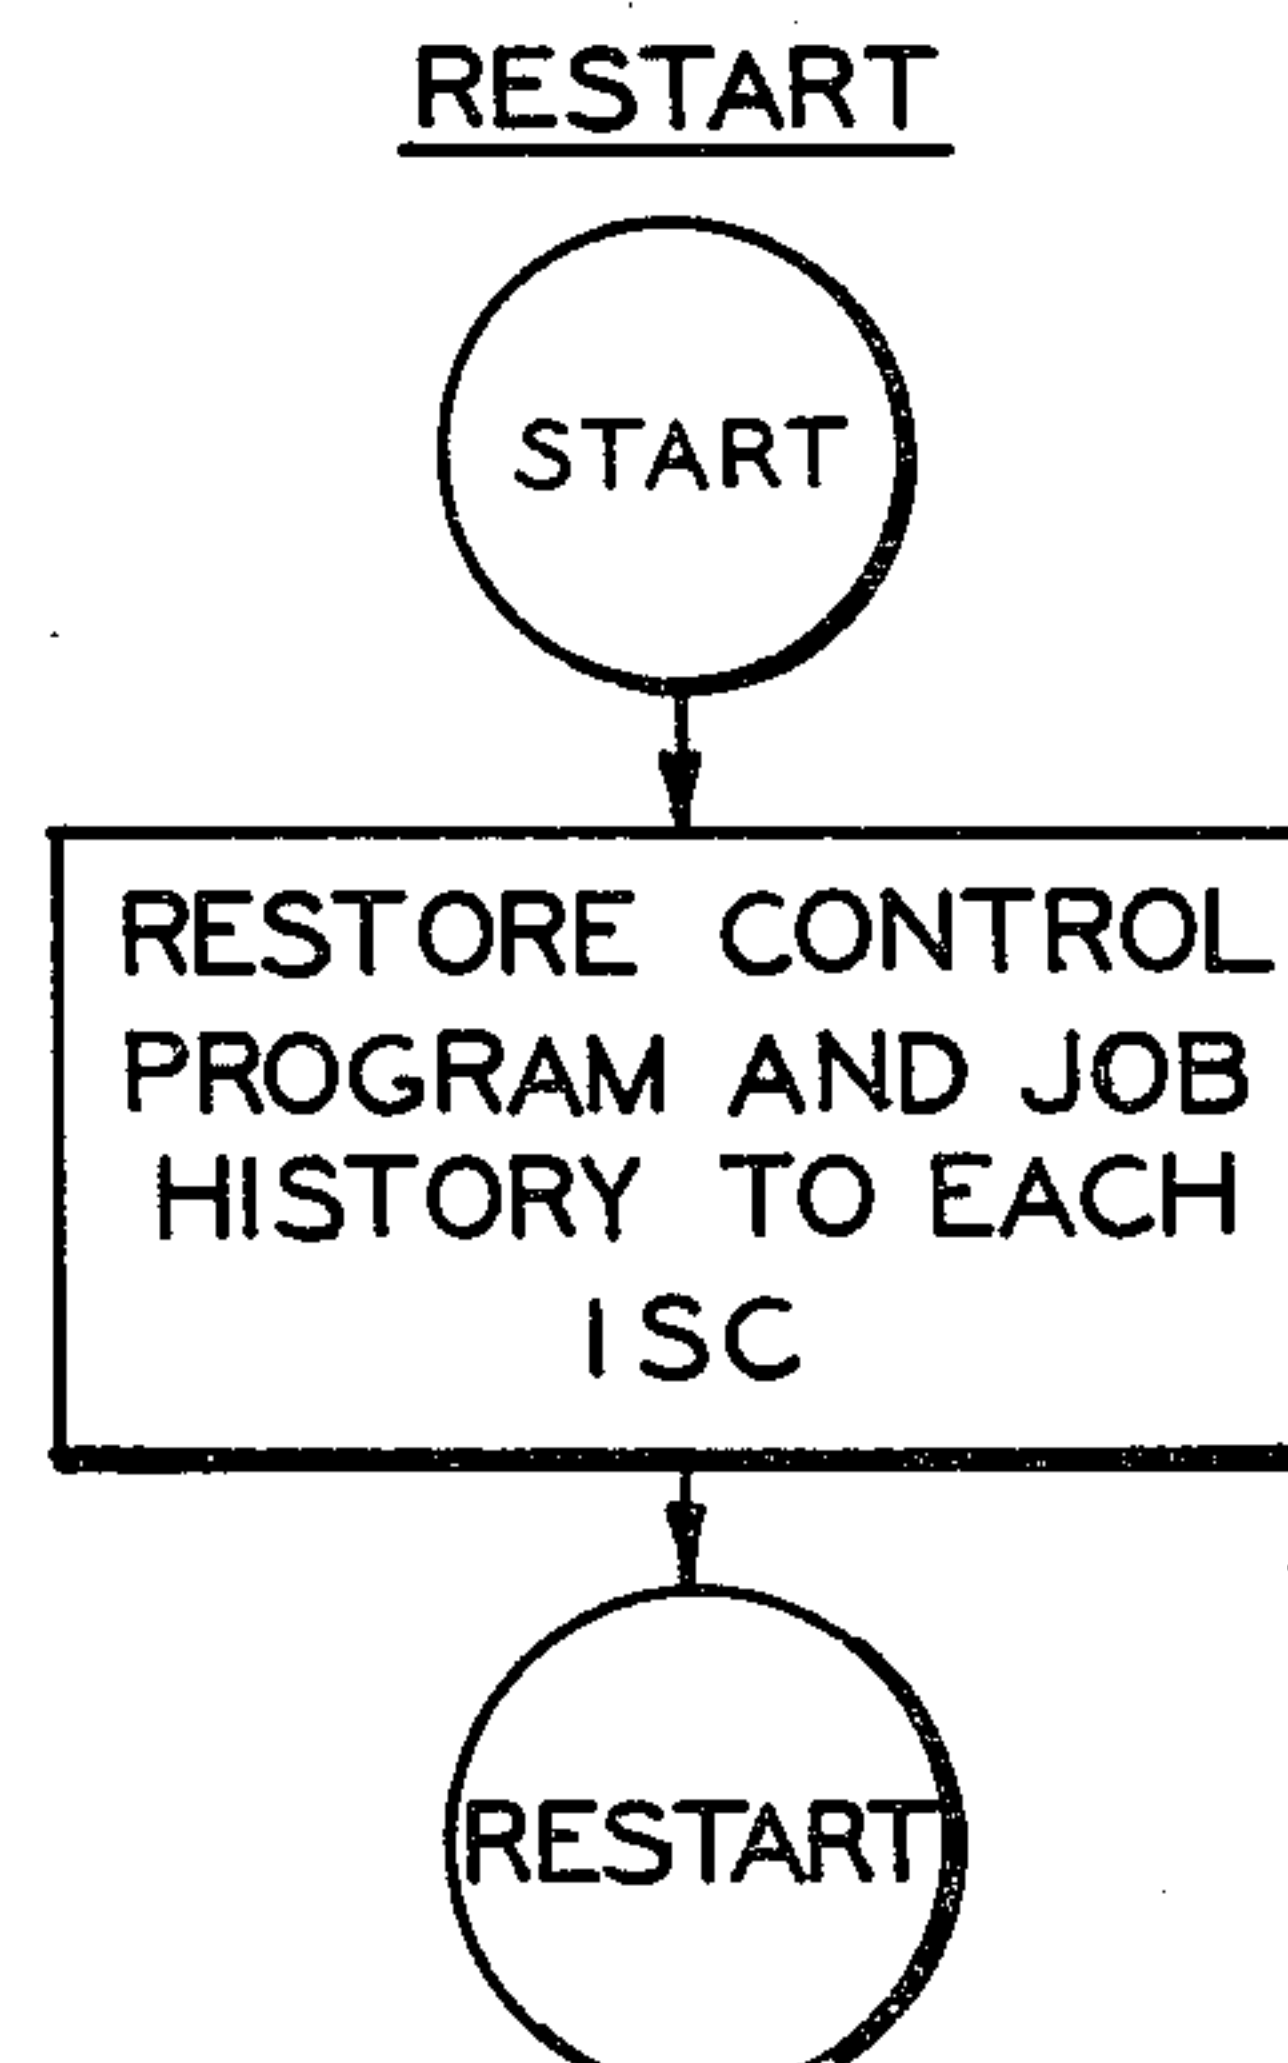 RESTART
START
RESTORE CONTROL
PROGRAM AND JOB
HISTORY TO EACH
ISC
RESTART